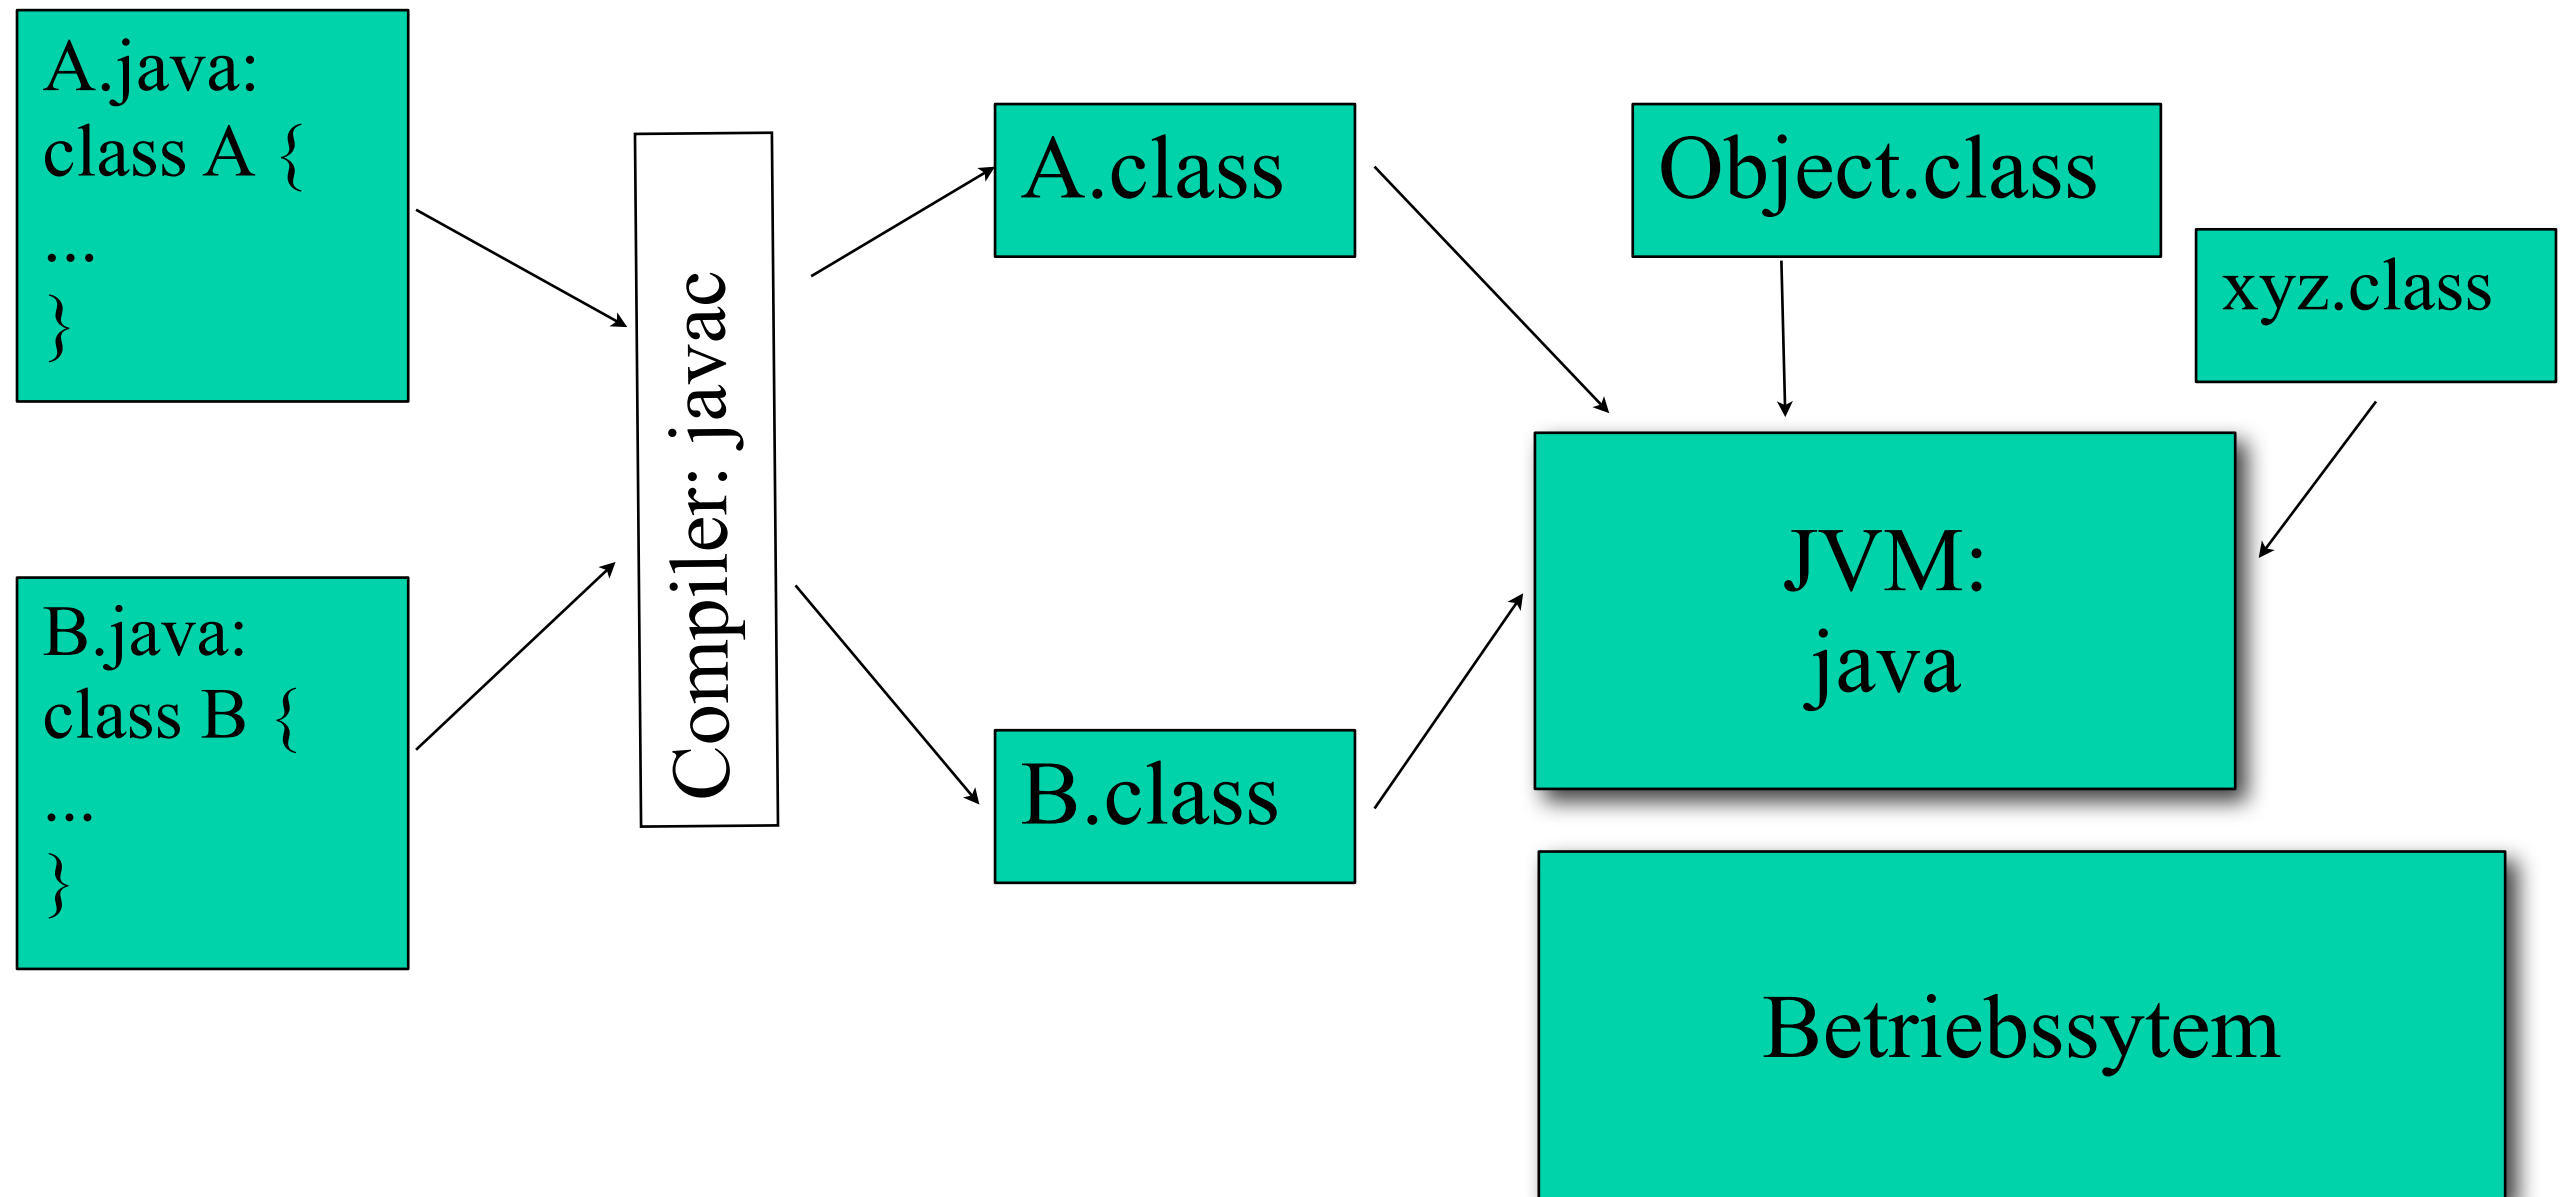 A.java:
class A {
...
}
Compiler: javac
A.class
Object.class
xyz.class
JVM:
java
B.java:
class B {
...
}
B.class
Betriebssytem